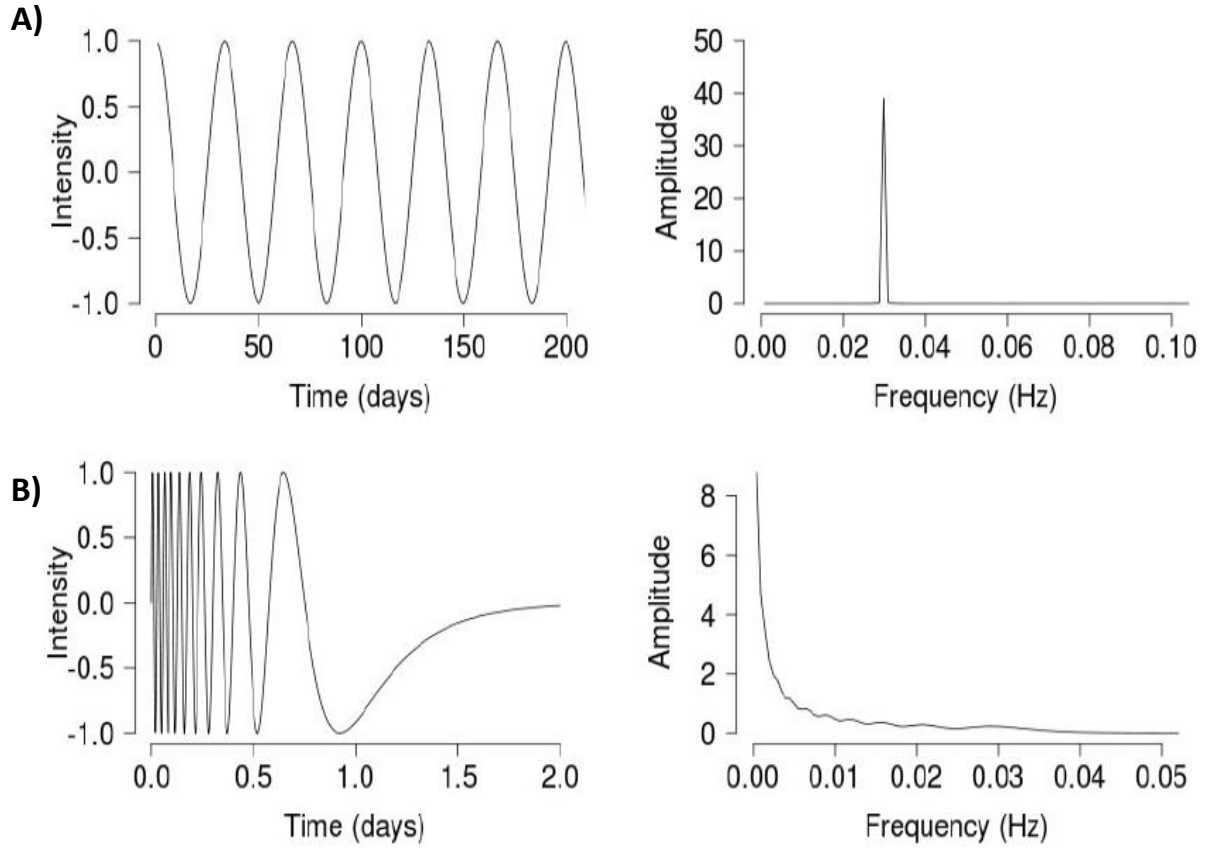 A)
1.0
0.5
0.0
-0.5
-1.0
Intensity
0 50 100 150 200
Time (days)
50
40
30
20
10
0
Amplitude
0.00 0.02 0.04 0.06 0.08 0.10
Frequency (Hz)
B)
1.0
0.5
0.0
-0.5
-1.0
Intensity
0.0 0.5 1.0 1.5 2.0
Time (days)
8
6
4
2
0
Amplitude
0.00 0.01 0.02 0.03 0.04 0.05
Frequency (Hz)